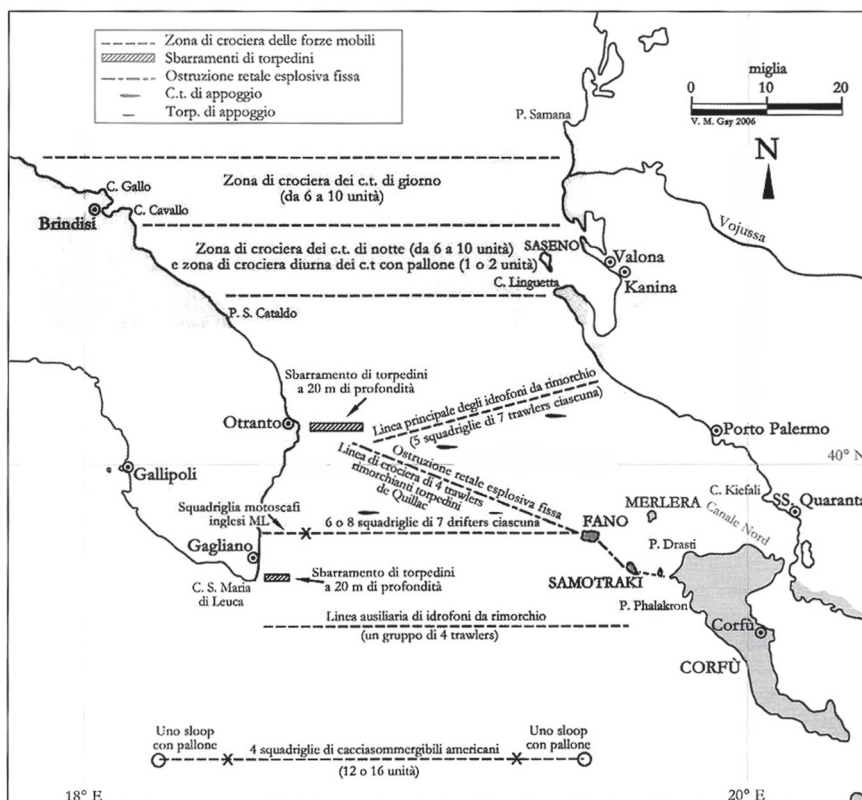 Zona di crociera delle forze mobili
Sbarramenti di torpedini
Ostruzione retale esplosiva fissa
C.t. di appoggio
Torp. di appoggio
miglia
0 10 20
V. M. Gay 2006
N
P. Samana
C. Gallo
Brindisi
C. Cavallo
Zona di crociera dei c.t. di giorno
(da 6 a 10 unità)
Vojussa
Zona di crociera dei c.t. di notte (da 6 a 10 unità)
e zona di crociera diurna dei c.t con pallone (1 o 2 unità)
SASENO
Valona
Kanina
C. Linguetta
P. S. Cataldo
Sbarramento di torpedini
a 20 m di profondità
Linea principale degli idrofoni da rimorchio
(5 squadriglie di 7 trawlers ciascuna)
Otranto
Porto Palermo
40° N
Ostruzione retale esplosiva fissa
Linea di crociera di 4 trawlers
rimorchianti torpedini
de Quillac
Gallipoli
C. Kiefali
SS. Quaranta
Squadriglia motoscafi
inglesi ML
6 o 8 squadriglie di 7 drifters ciascuna
FANO
MERLERA
Canale Nord
Gagliano
P. Drasti
C. S. Maria
di Leuca
Sbarramento di torpedini
a 20 m di profondità
SAMOTRAKI
P. Phalakron
Linea ausiliaria di idrofoni da rimorchio
(un gruppo di 4 trawlers)
Corfù
CORFÙ
Uno sloop
con pallone
4 squadriglie di cacciasommergibili americani
(12 o 16 unità)
Uno sloop
con pallone
18° E
20° E